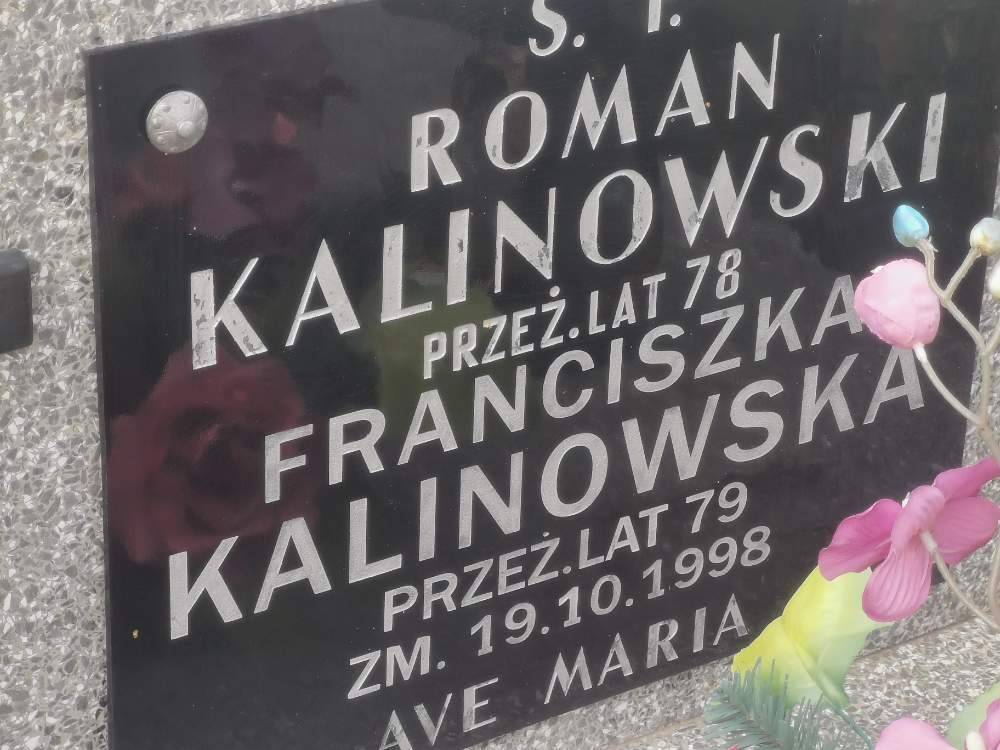 Ś. T.
ROMAN
KALINOWSKI
PRZEŻ.LAT 78
FRANCISZKA
KALINOWSKA
PRZEŻ.LAT 79
ZM. 19.10.1998
AVE MARIA